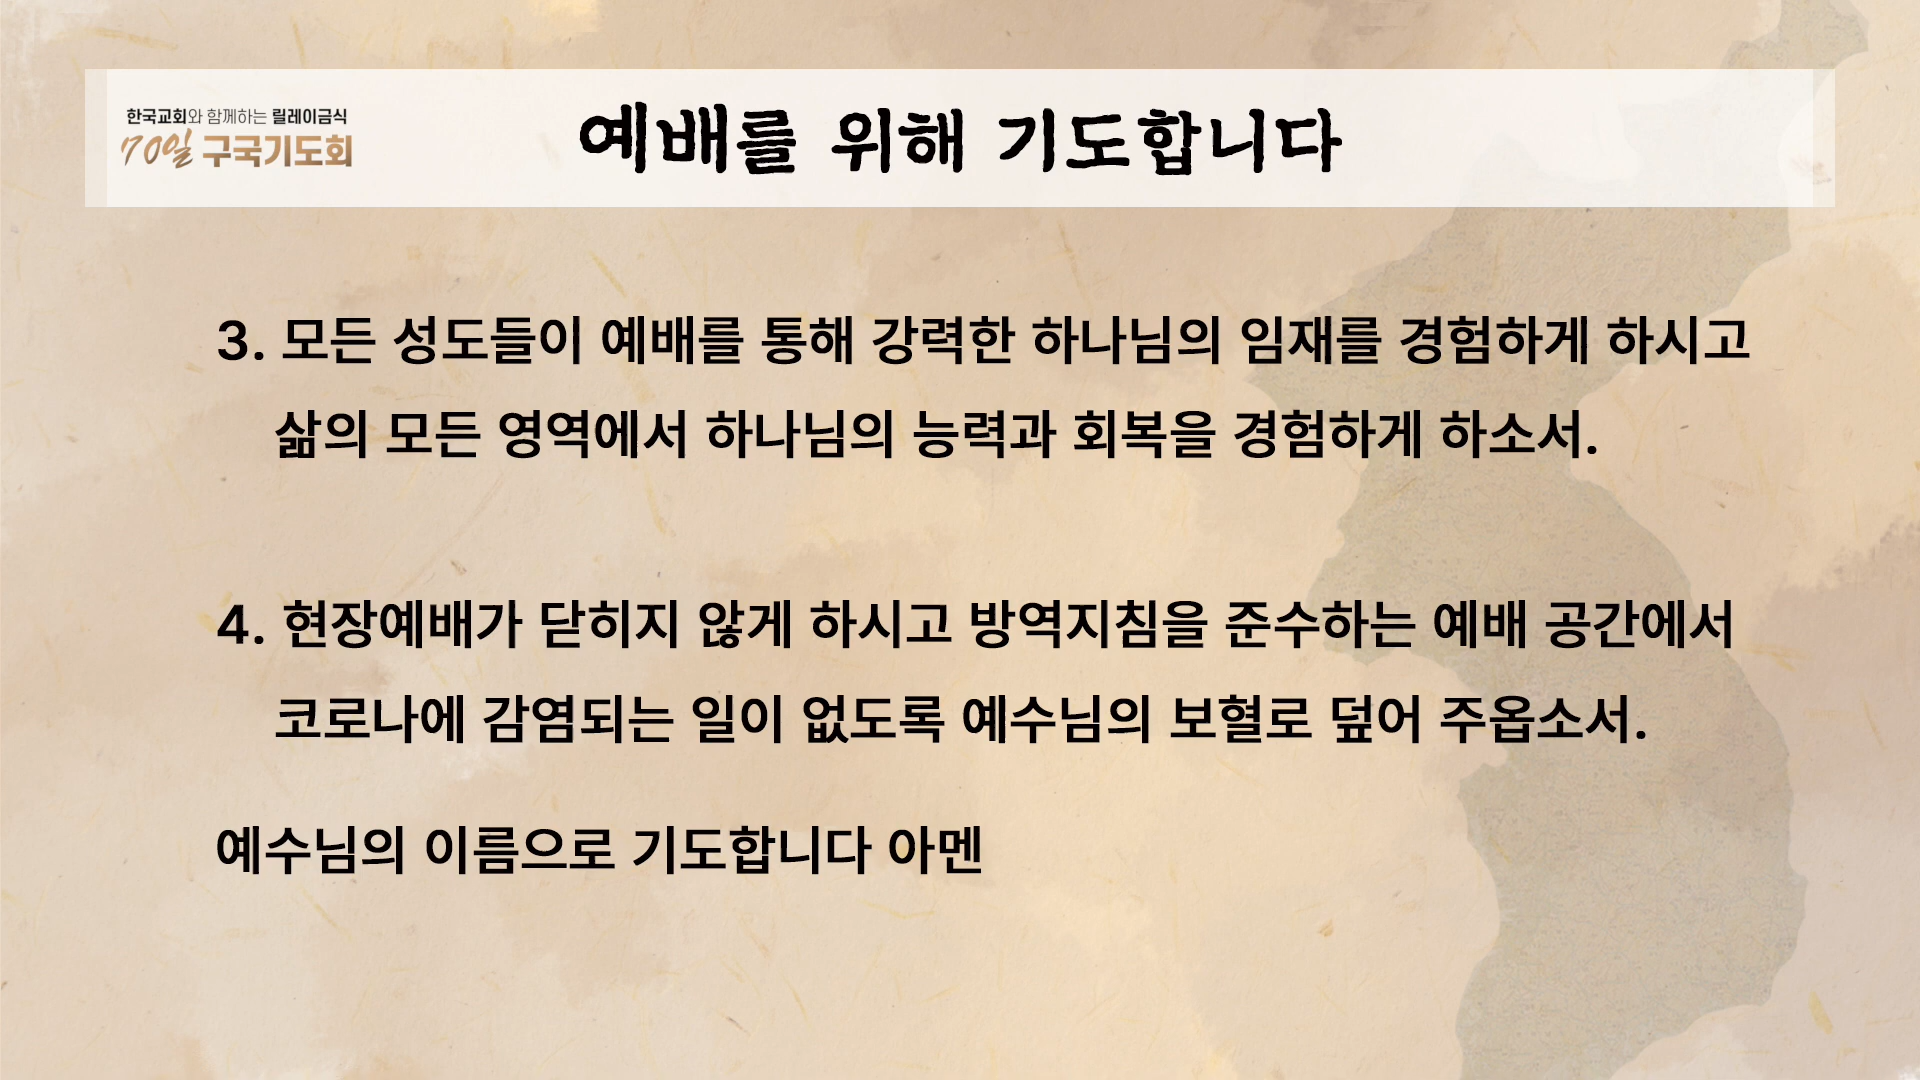 한국교회와 함께하는 릴레이금식
70일 구국기도회
예배를 위해 기도합니다
3. 모든 성도들이 예배를 통해 강력한 하나님의 임재를 경험하게 하시고
삶의 모든 영역에서 하나님의 능력과 회복을 경험하게 하소서.
4. 현장예배가 닫히지 않게 하시고 방역지침을 준수하는 예배 공간에서
코로나에 감염되는 일이 없도록 예수님의 보혈로 덮어 주옵소서.
예수님의 이름으로 기도합니다 아멘